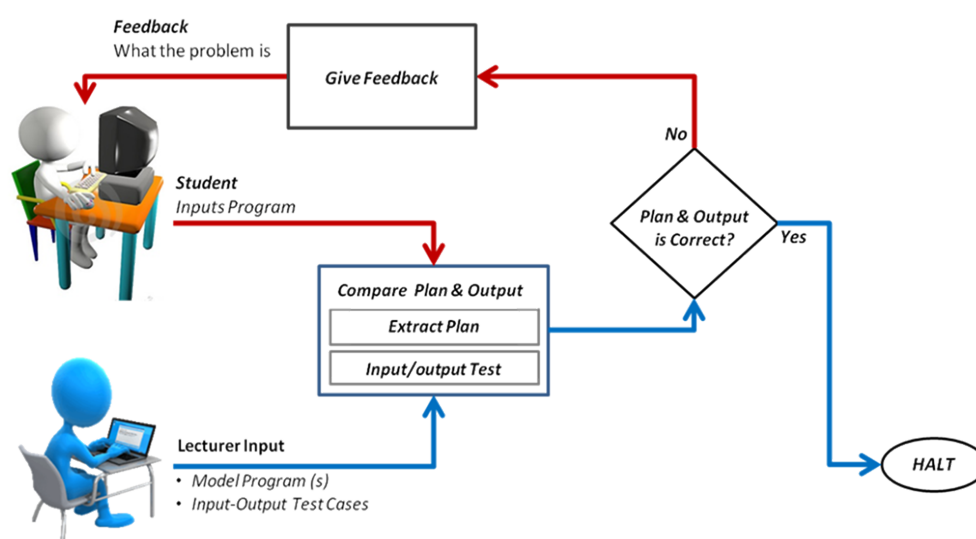 Feedback
What the problem is
Give Feedback
No
Student
Inputs Program
Plan & Output
is Correct?
Yes
Compare Plan & Output
Extract Plan
Input/output Test
Lecturer Input
• Model Program (s)
• Input-Output Test Cases
HALT